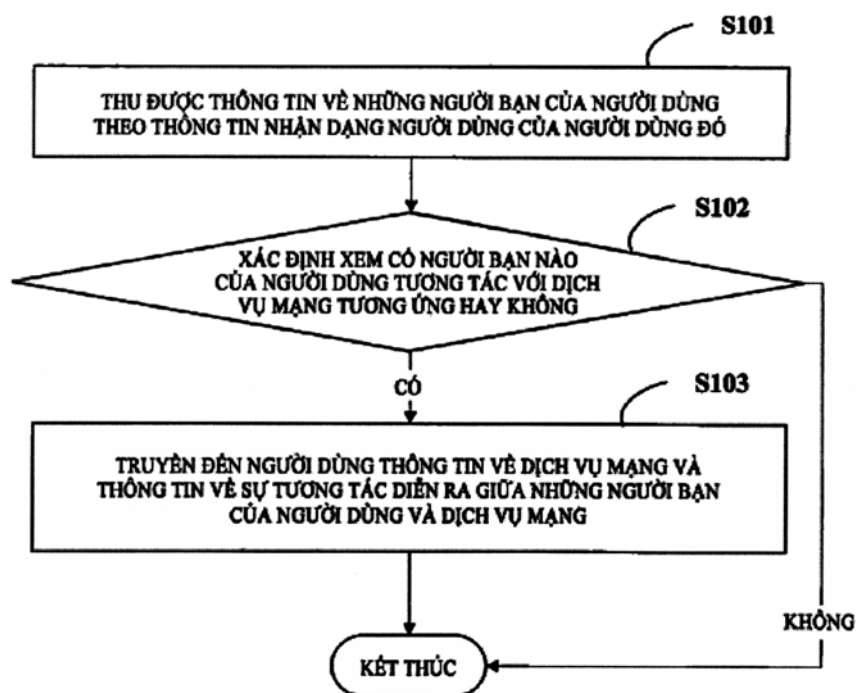 S101
THU ĐƯỢC THÔNG TIN VỀ NHỮNG NGƯỜI BẠN CỦA NGƯỜI DÙNG
THEO THÔNG TIN NHẬN DẠNG NGƯỜI DÙNG CỦA NGƯỜI DÙNG ĐÓ
S102
XÁC ĐỊNH XEM CÓ NGƯỜI BẠN NÀO
CỦA NGƯỜI DÙNG TƯƠNG TÁC VỚI DỊCH
VỤ MẠNG TƯƠNG ỨNG HAY KHÔNG
CÓ
S103
TRUYỀN ĐẾN NGƯỜI DÙNG THÔNG TIN VỀ DỊCH VỤ MẠNG VÀ
THÔNG TIN VỀ SỰ TƯƠNG TÁC DIỄN RA GIỮA NHỮNG NGƯỜI BẠN
CỦA NGƯỜI DÙNG VÀ DỊCH VỤ MẠNG
KHÔNG
KẾT THÚC